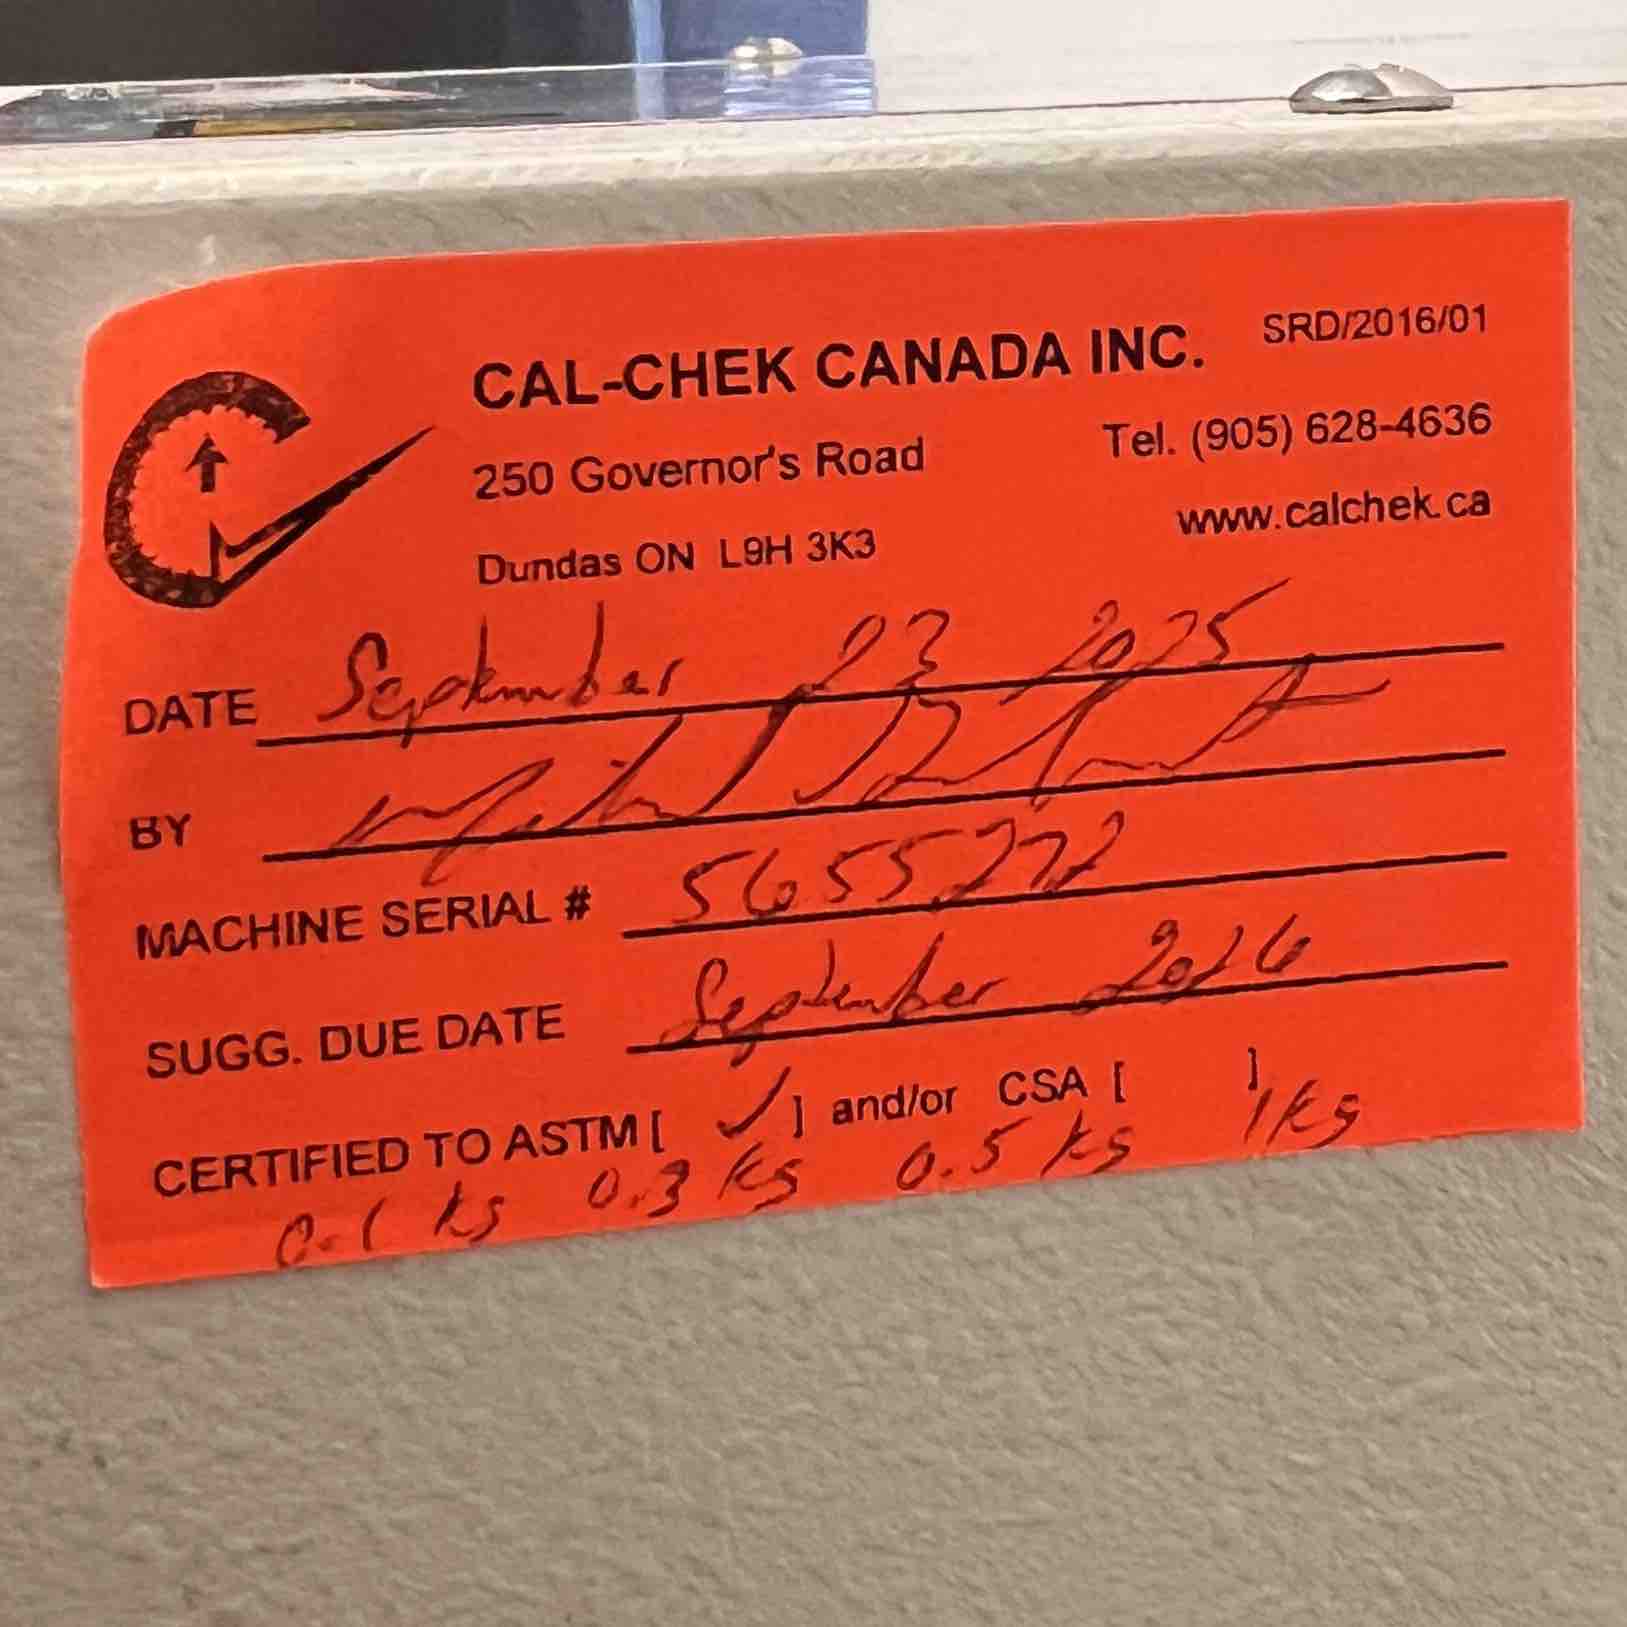 CAL-CHEK CANADA INC. SRD/2016/01
250 Governor's Road Tel. (905) 628-4636
Dundas ON L9H 3K3 www.calchek.ca
DATE September 23 2025
BY
MACHINE SERIAL # 5655272
SUGG. DUE DATE September 2026
CERTIFIED TO ASTM [ ✓ ] and/or CSA [ ]
0.1 kg 0.3 kg 0.5 kg 1 kg